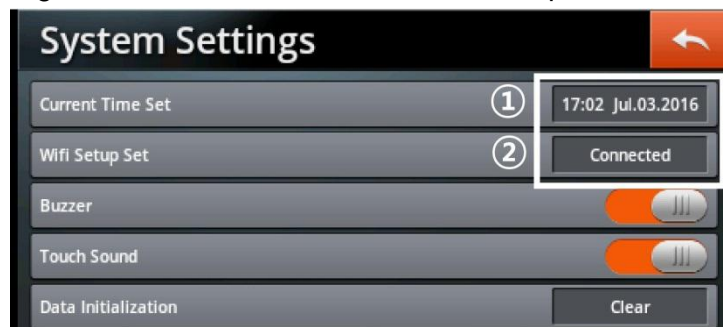 System Settings
Current Time Set ① 17:02 Jul.03.2016
Wifi Setup Set ② Connected
Buzzer
Touch Sound
Data Initialization Clear